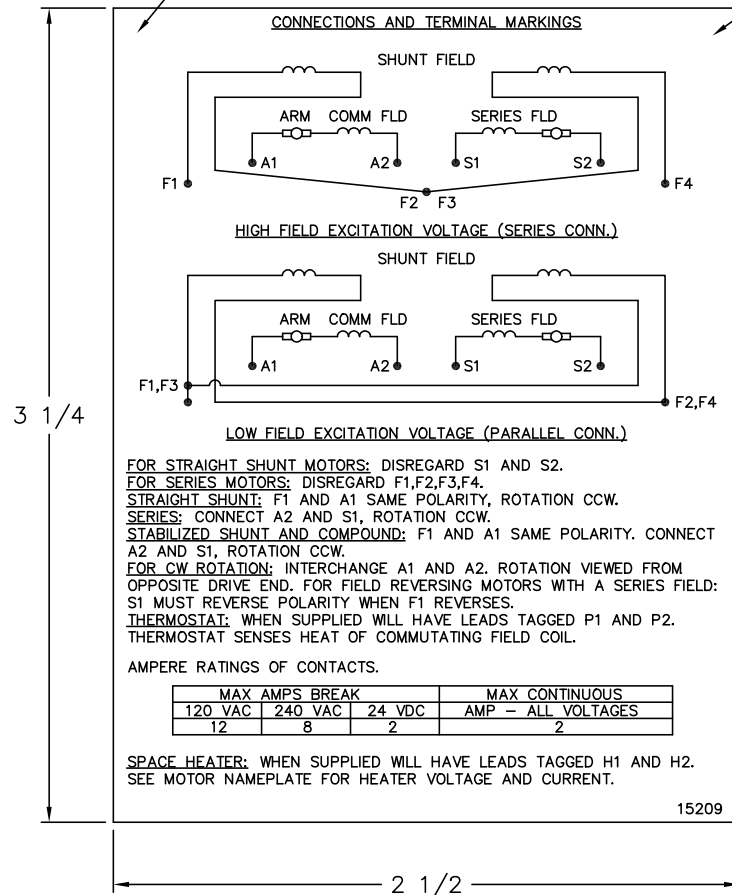 CONNECTIONS AND TERMINAL MARKINGS
SHUNT FIELD
ARM COMM FLD SERIES FLD
A1 A2 S1 S2
F1 F2 F3 F4
HIGH FIELD EXCITATION VOLTAGE (SERIES CONN.)
SHUNT FIELD
ARM COMM FLD SERIES FLD
A1 A2 S1 S2
F1,F3 F2,F4
3 1/4
LOW FIELD EXCITATION VOLTAGE (PARALLEL CONN.)
FOR STRAIGHT SHUNT MOTORS: DISREGARD S1 AND S2.
FOR SERIES MOTORS: DISREGARD F1,F2,F3,F4.
STRAIGHT SHUNT: F1 AND A1 SAME POLARITY, ROTATION CCW.
SERIES: CONNECT A2 AND S1, ROTATION CCW.
STABILIZED SHUNT AND COMPOUND: F1 AND A1 SAME POLARITY. CONNECT
A2 AND S1, ROTATION CCW.
FOR CW ROTATION: INTERCHANGE A1 AND A2. ROTATION VIEWED FROM
OPPOSITE DRIVE END. FOR FIELD REVERSING MOTORS WITH A SERIES FIELD:
S1 MUST REVERSE POLARITY WHEN F1 REVERSES.
THERMOSTAT: WHEN SUPPLIED WILL HAVE LEADS TAGGED P1 AND P2.
THERMOSTAT SENSES HEAT OF COMMUTATING FIELD COIL.
AMPERE RATINGS OF CONTACTS.
MAX AMPS BREAK MAX CONTINUOUS
120 VAC 240 VAC 24 VDC AMP – ALL VOLTAGES
12 8 2 2
SPACE HEATER: WHEN SUPPLIED WILL HAVE LEADS TAGGED H1 AND H2.
SEE MOTOR NAMEPLATE FOR HEATER VOLTAGE AND CURRENT.
15209
2 1/2